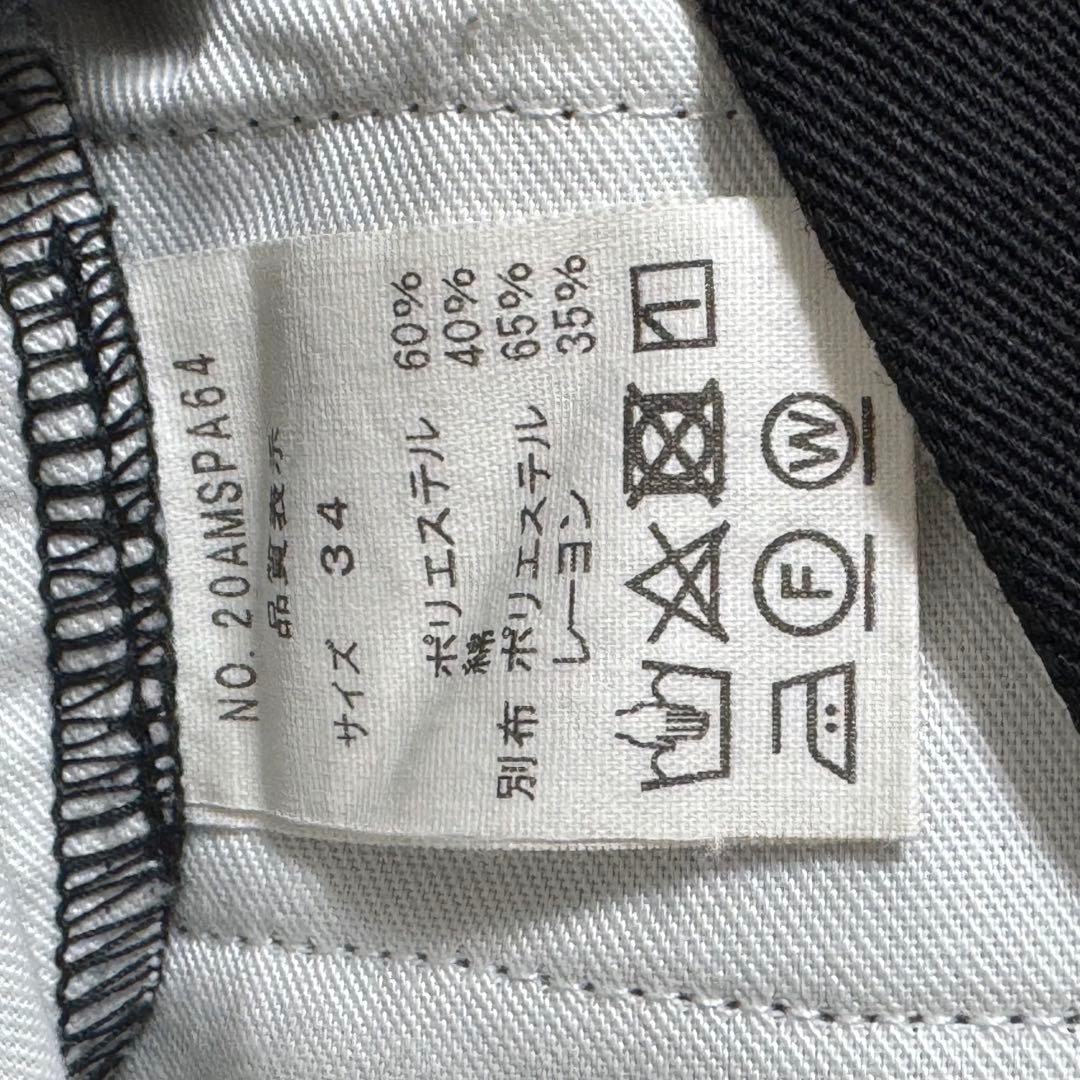 NO. 20AMSPA64
品質表示
サイズ 34
ポリエステル 60%
綿 40%
別布 ポリエステル 65%
レーヨン 35%
F W